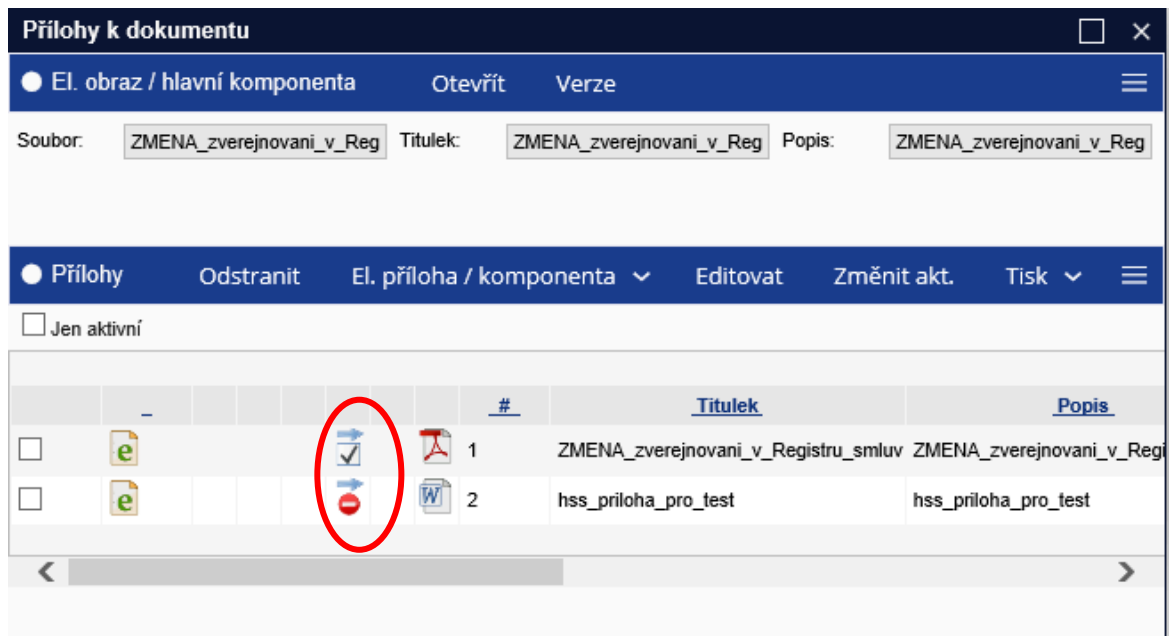 Přílohy k dokumentu
El. obraz / hlavní komponenta Otevřít Verze
Soubor: ZMENA_zverejnovani_v_Reg Titulek: ZMENA_zverejnovani_v_Reg Popis: ZMENA_zverejnovani_v_Reg
Přílohy Odstranit El. příloha / komponenta Editovat Změnit akt. Tisk
Jen aktivní
_ # Titulek Popis
1 ZMENA_zverejnovani_v_Registru_smluv ZMENA_zverejnovani_v_Regi
2 hss_priloha_pro_test hss_priloha_pro_test